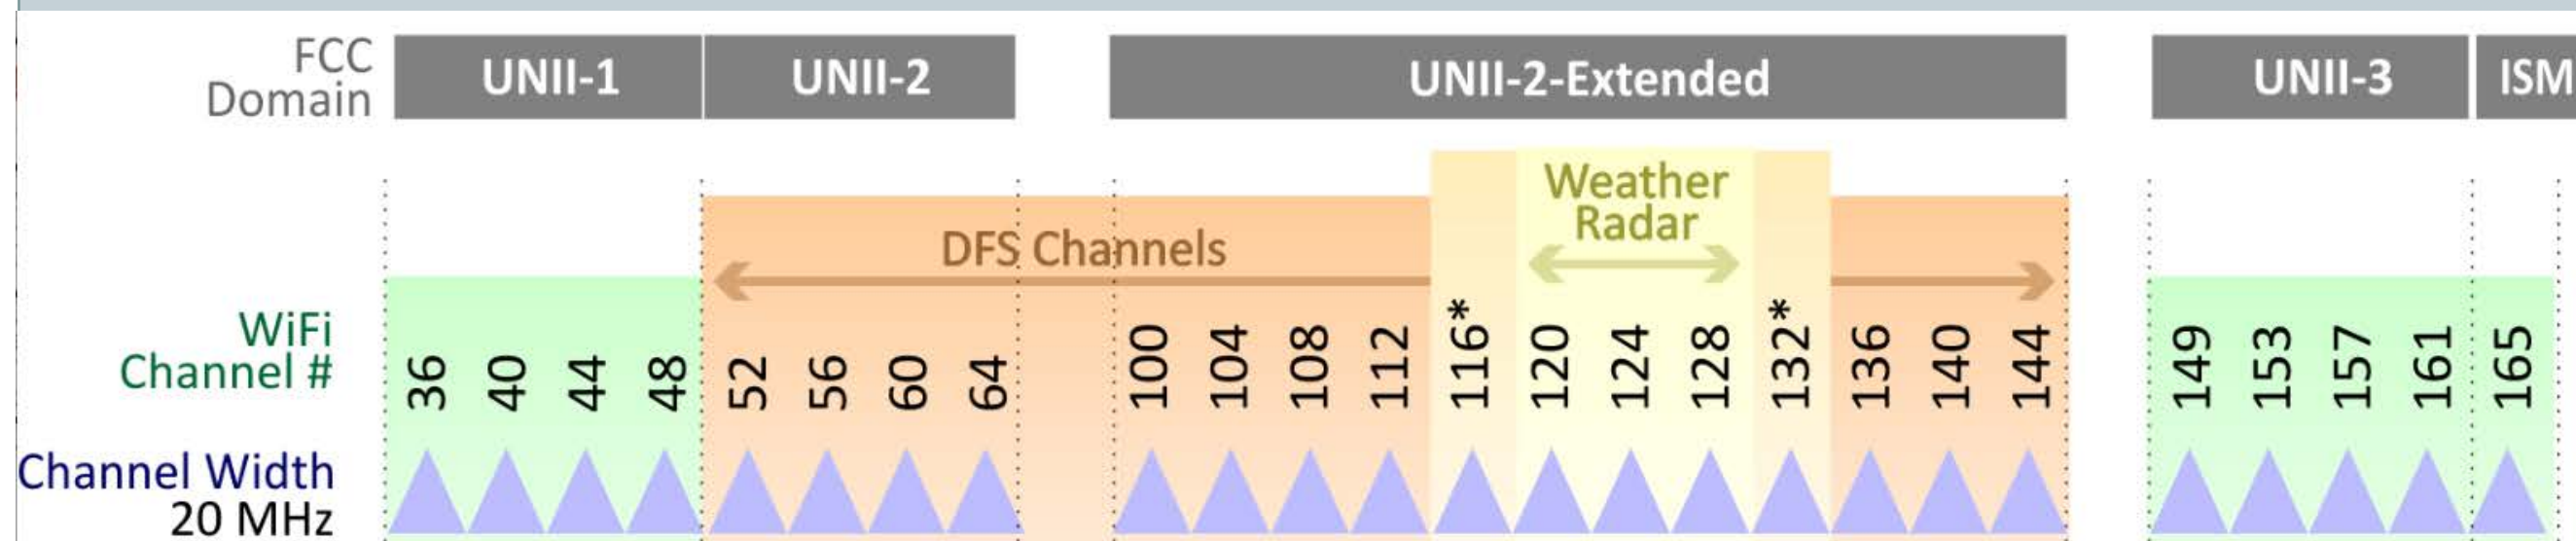 FCC
Domain
UNII-1
UNII-2
UNII-2-Extended
UNII-3
ISM
Weather
Radar
DFS Channels
WiFi
Channel #
36
40
44
48
52
56
60
64
100
104
108
112
116*
120
124
128
132*
136
140
144
149
153
157
161
165
Channel Width
20 MHz